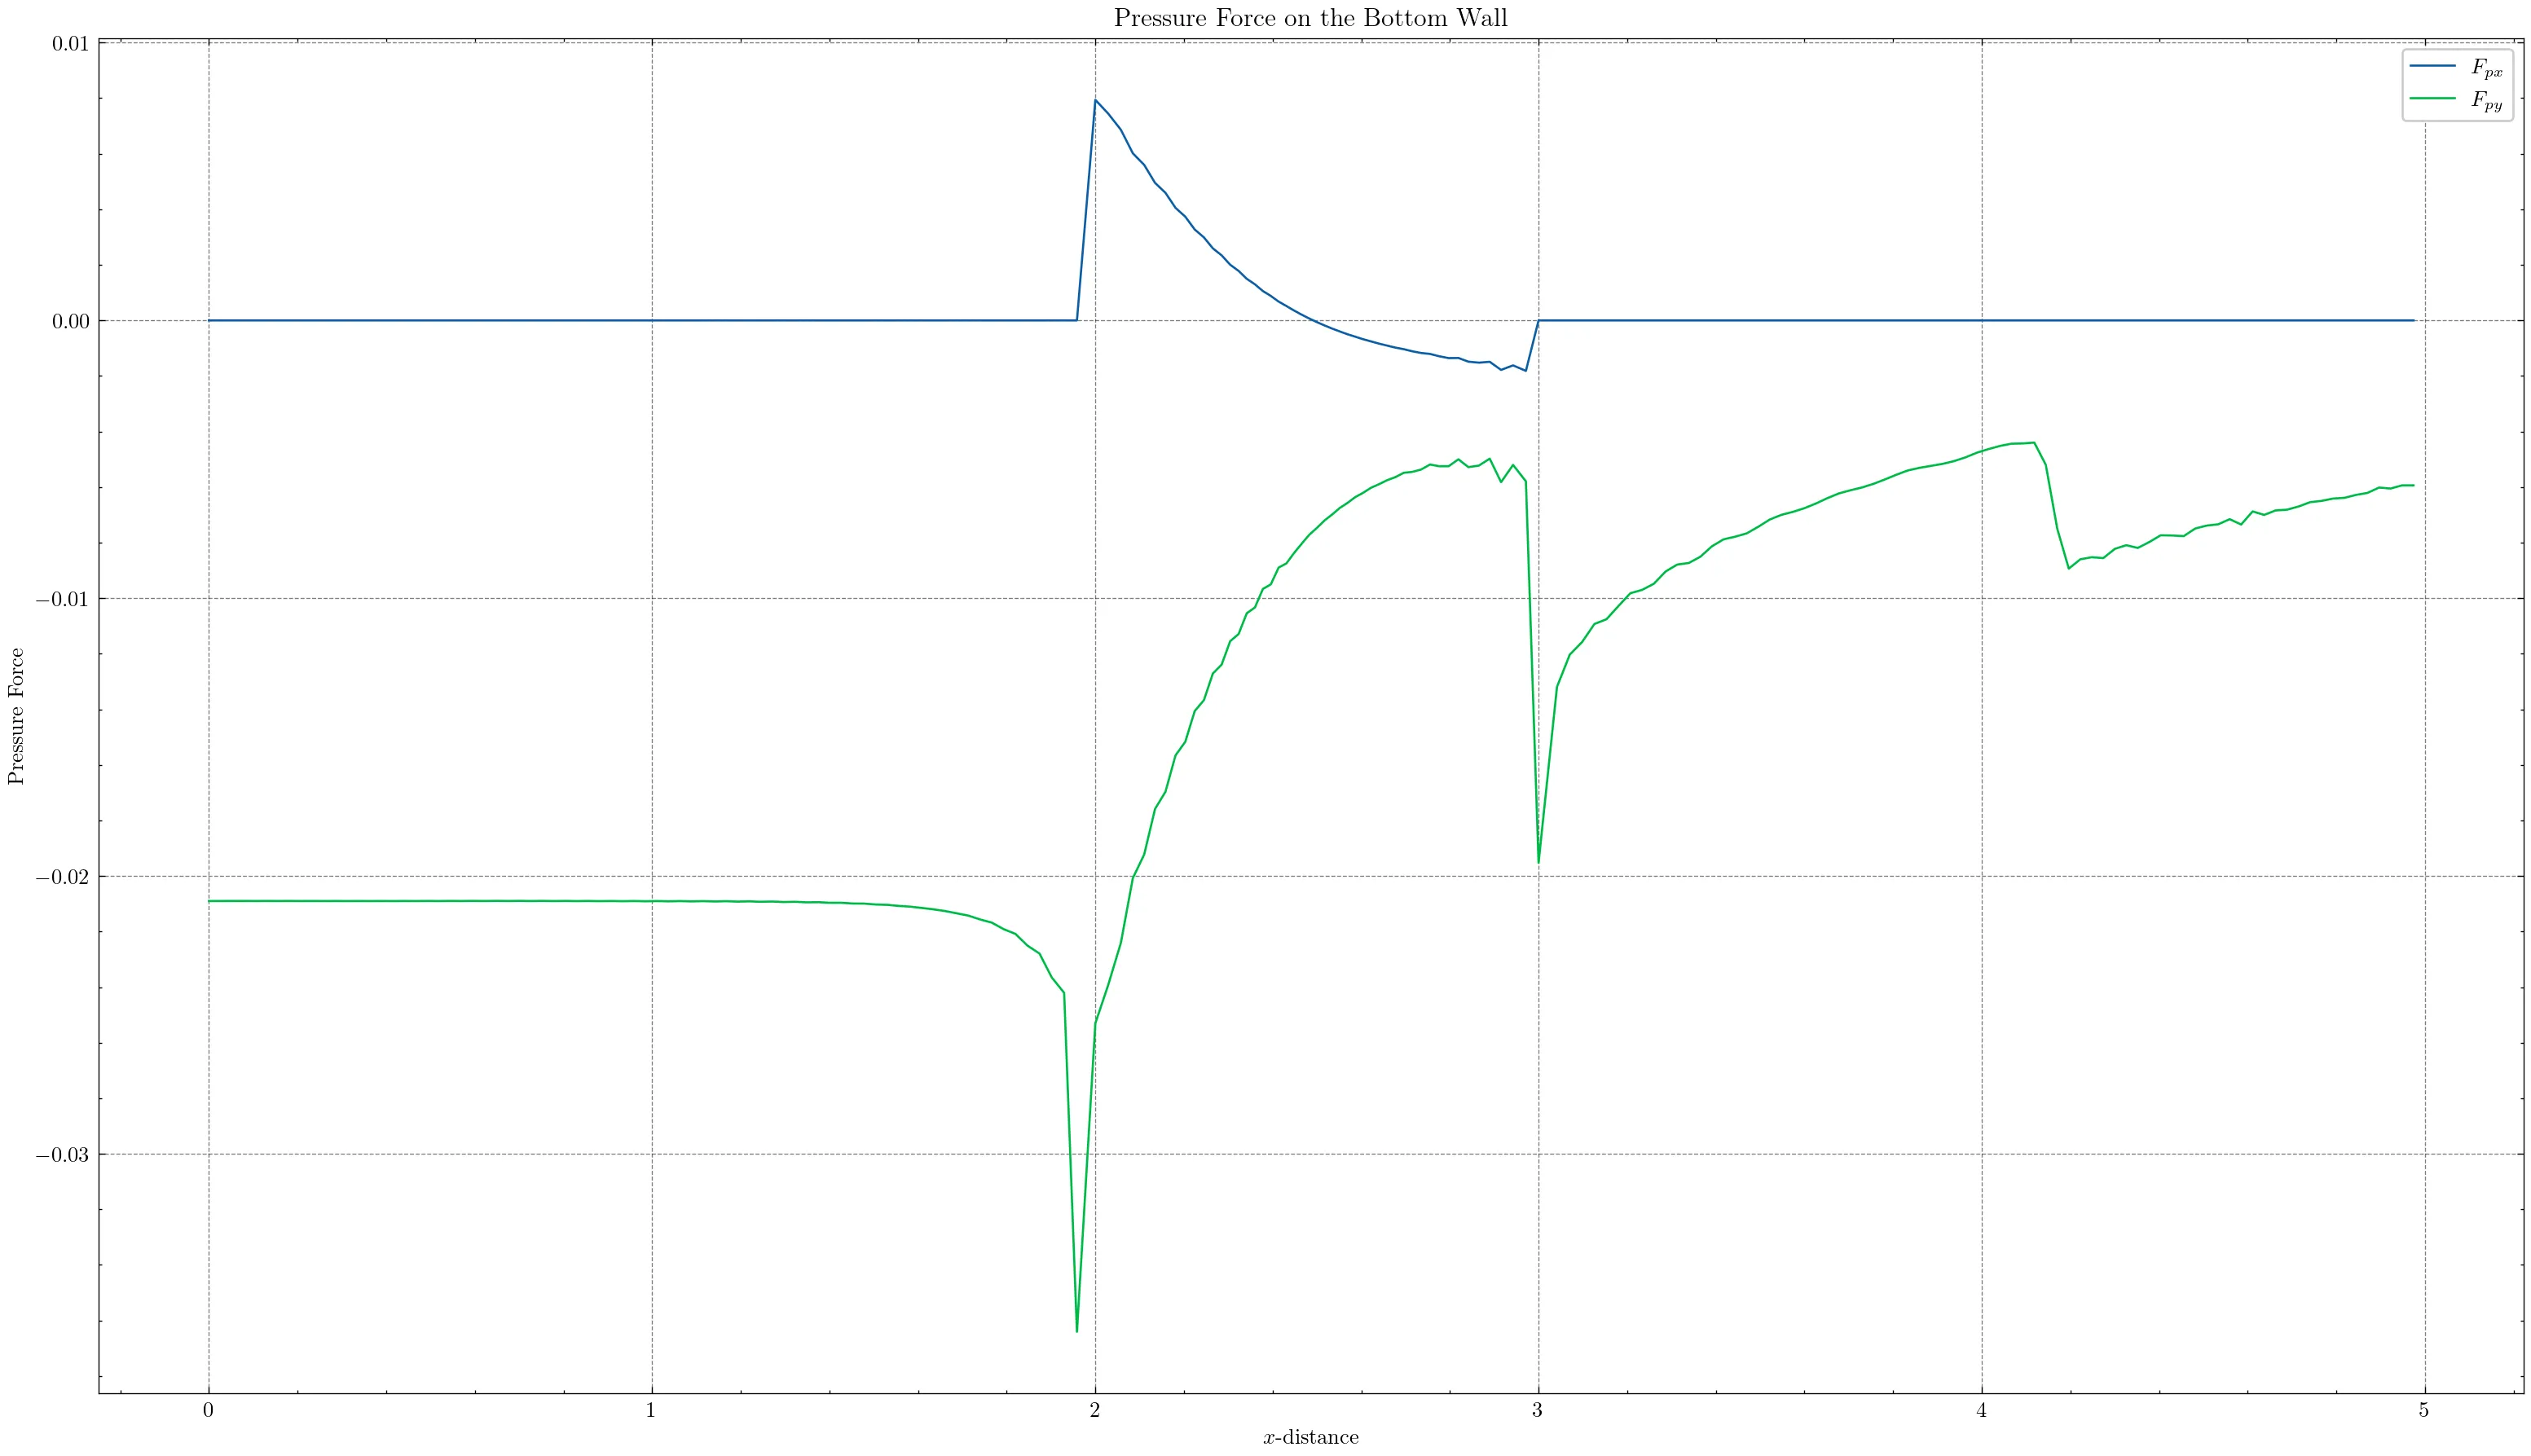 Pressure Force on the Bottom Wall
0.01
0.00
−0.01
−0.02
−0.03
Pressure Force
F_px
F_py
0 1 2 3 4 5
x-distance